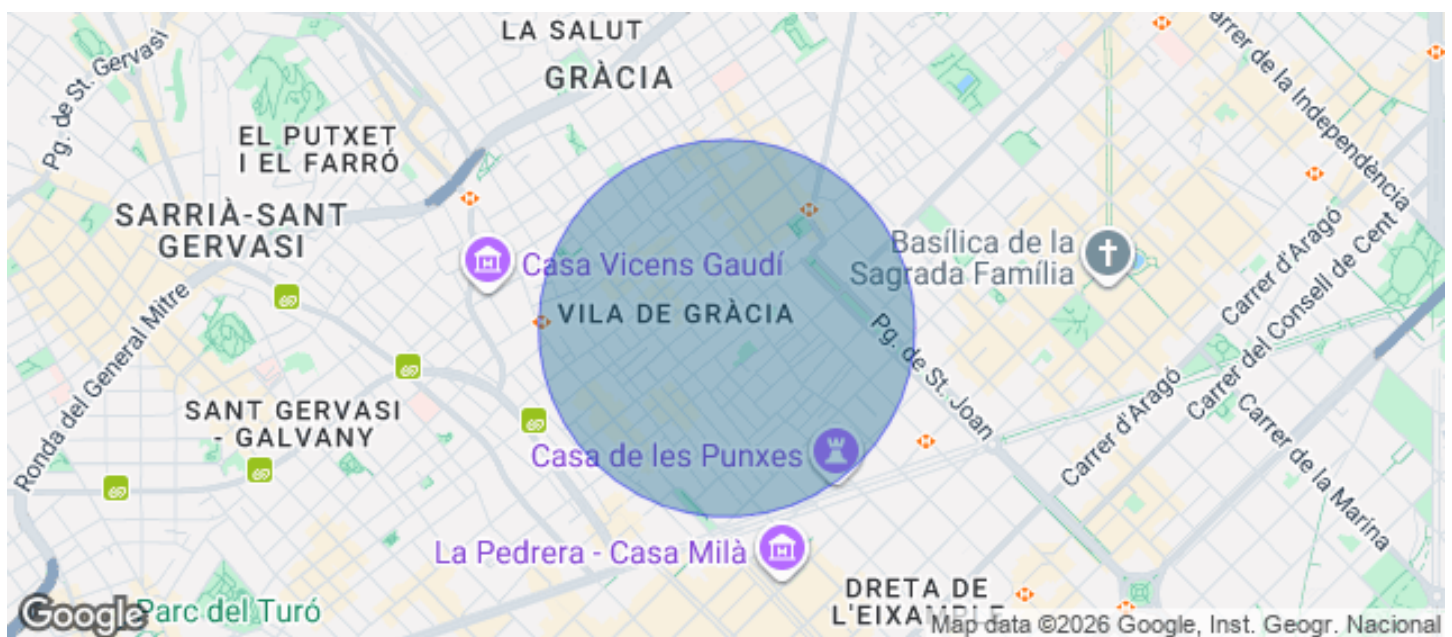 LA SALUT
GRÀCIA
Pg. de St. Gervasi
EL PUTXET
I EL FARRÓ
SARRIÀ-SANT
GERVASI
Carrer de la Independència
Casa Vicens Gaudí
Basílica de la
Sagrada Família
VILA DE GRÀCIA
Ronda del General Mitre
Pg. de St. Joan
Carrer d'Aragó
Carrer del Consell de Cent
SANT GERVASI
- GALVANY
Carrer d'Aragó
Casa de les Punxes
Carrer de la Marina
La Pedrera - Casa Milà
DRETA DE
L'EIXAMPLE
Google
Parc del Turó
Map data ©2026 Google, Inst. Geogr. Nacional